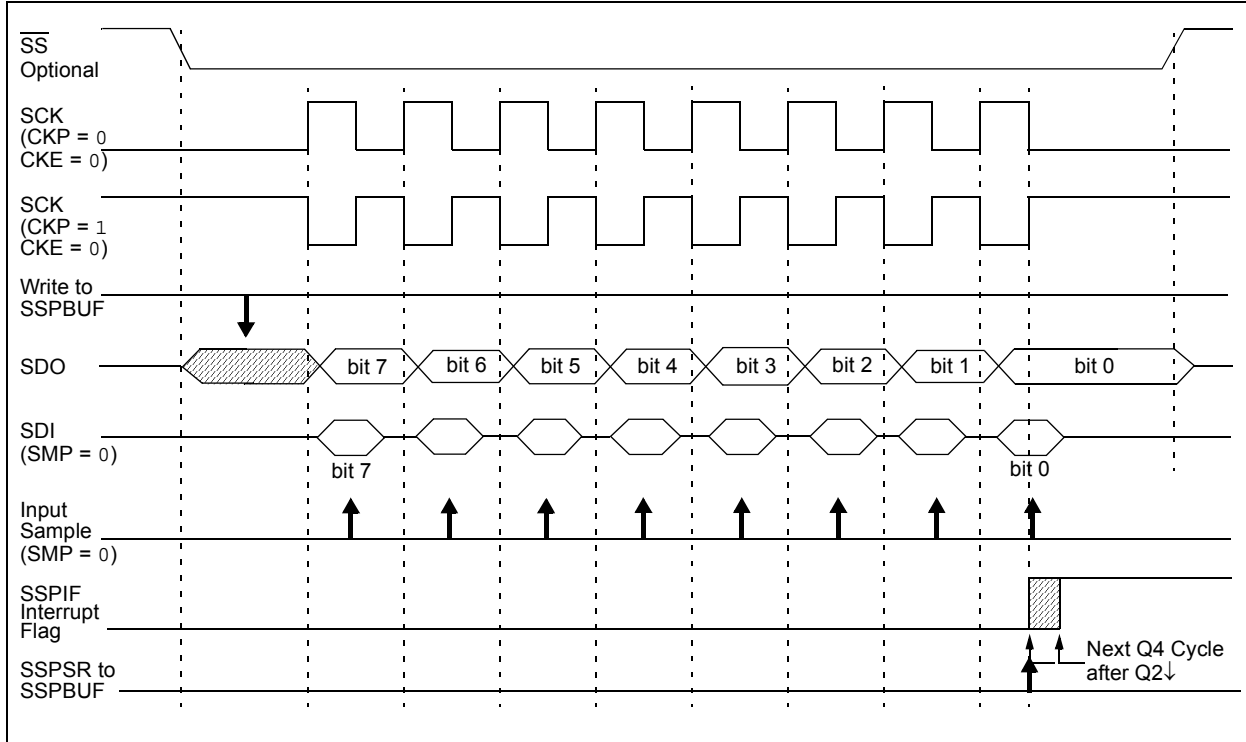 SS
Optional
SCK
(CKP = 0
CKE = 0)
SCK
(CKP = 1
CKE = 0)
Write to
SSPBUF
SDO
bit 7 bit 6 bit 5 bit 4 bit 3 bit 2 bit 1 bit 0
SDI
(SMP = 0)
bit 7 bit 0
Input
Sample
(SMP = 0)
SSPIF
Interrupt
Flag
Next Q4 Cycle
after Q2↓
SSPSR to
SSPBUF